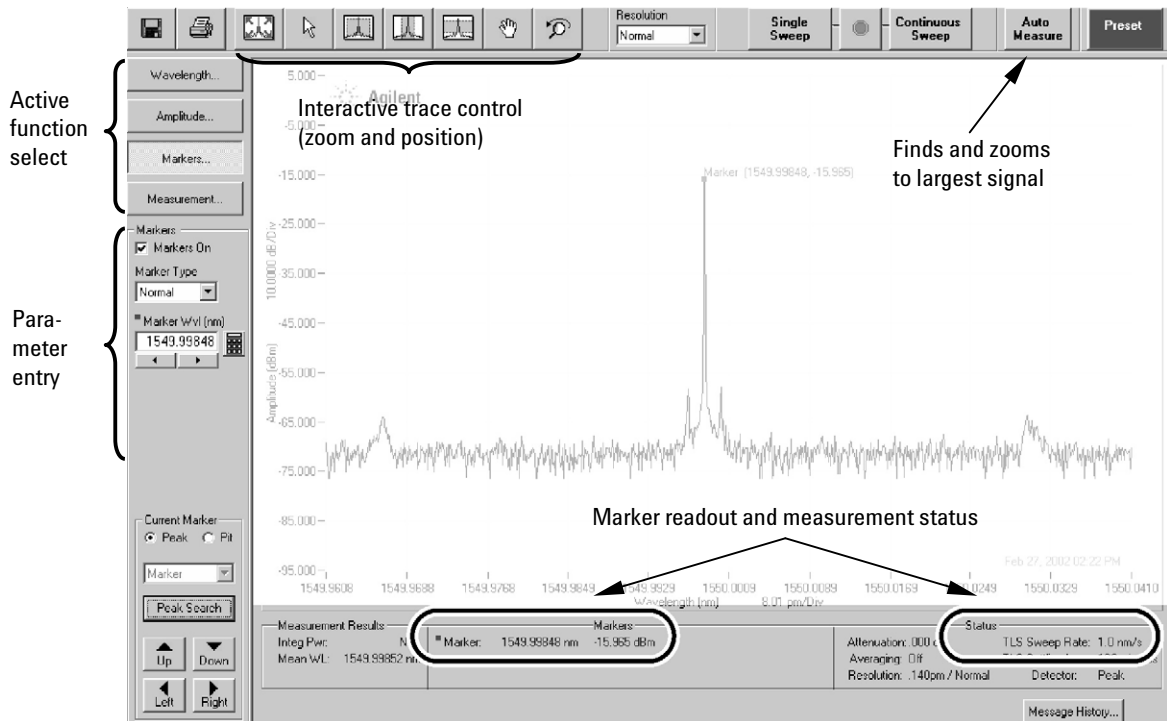 Resolution
Normal
Single Sweep
Continuous Sweep
Auto Measure
Preset
Active function select
Wavelength...
Amplitude...
Markers...
Measurement...
Interactive trace control
(zoom and position)
Finds and zooms
to largest signal
Agilent
Marker (1549.99848, -15.965)
5.000
-5.000
-15.000
-25.000
-35.000
-45.000
-55.000
-65.000
-75.000
-85.000
-95.000
10.0000 dB/Div
Amplitude (dBm)
Para-
meter
entry
Markers
Markers On
Marker Type
Normal
Marker Wvl (nm)
1549.99848
Current Marker
Peak Pit
Marker
Peak Search
Up Down
Left Right
Marker readout and measurement status
Feb 27, 2002 02:22 PM
1549.9608 1549.9688 1549.9768 1549.9849 1549.9929 1550.0009 1550.0089 1550.0169 1550.0249 1550.0329 1550.0410
Wavelength (nm) 8.01 pm/Div
Measurement Results
Integ Pwr:
Mean WL: 1549.99852 nm
Markers
Marker: 1549.99848 nm -15.965 dBm
Status
Attenuation: .000
TLS Sweep Rate: 1.0 nm/s
Averaging: Off
Resolution: .140pm / Normal
Detector: Peak
Message History...